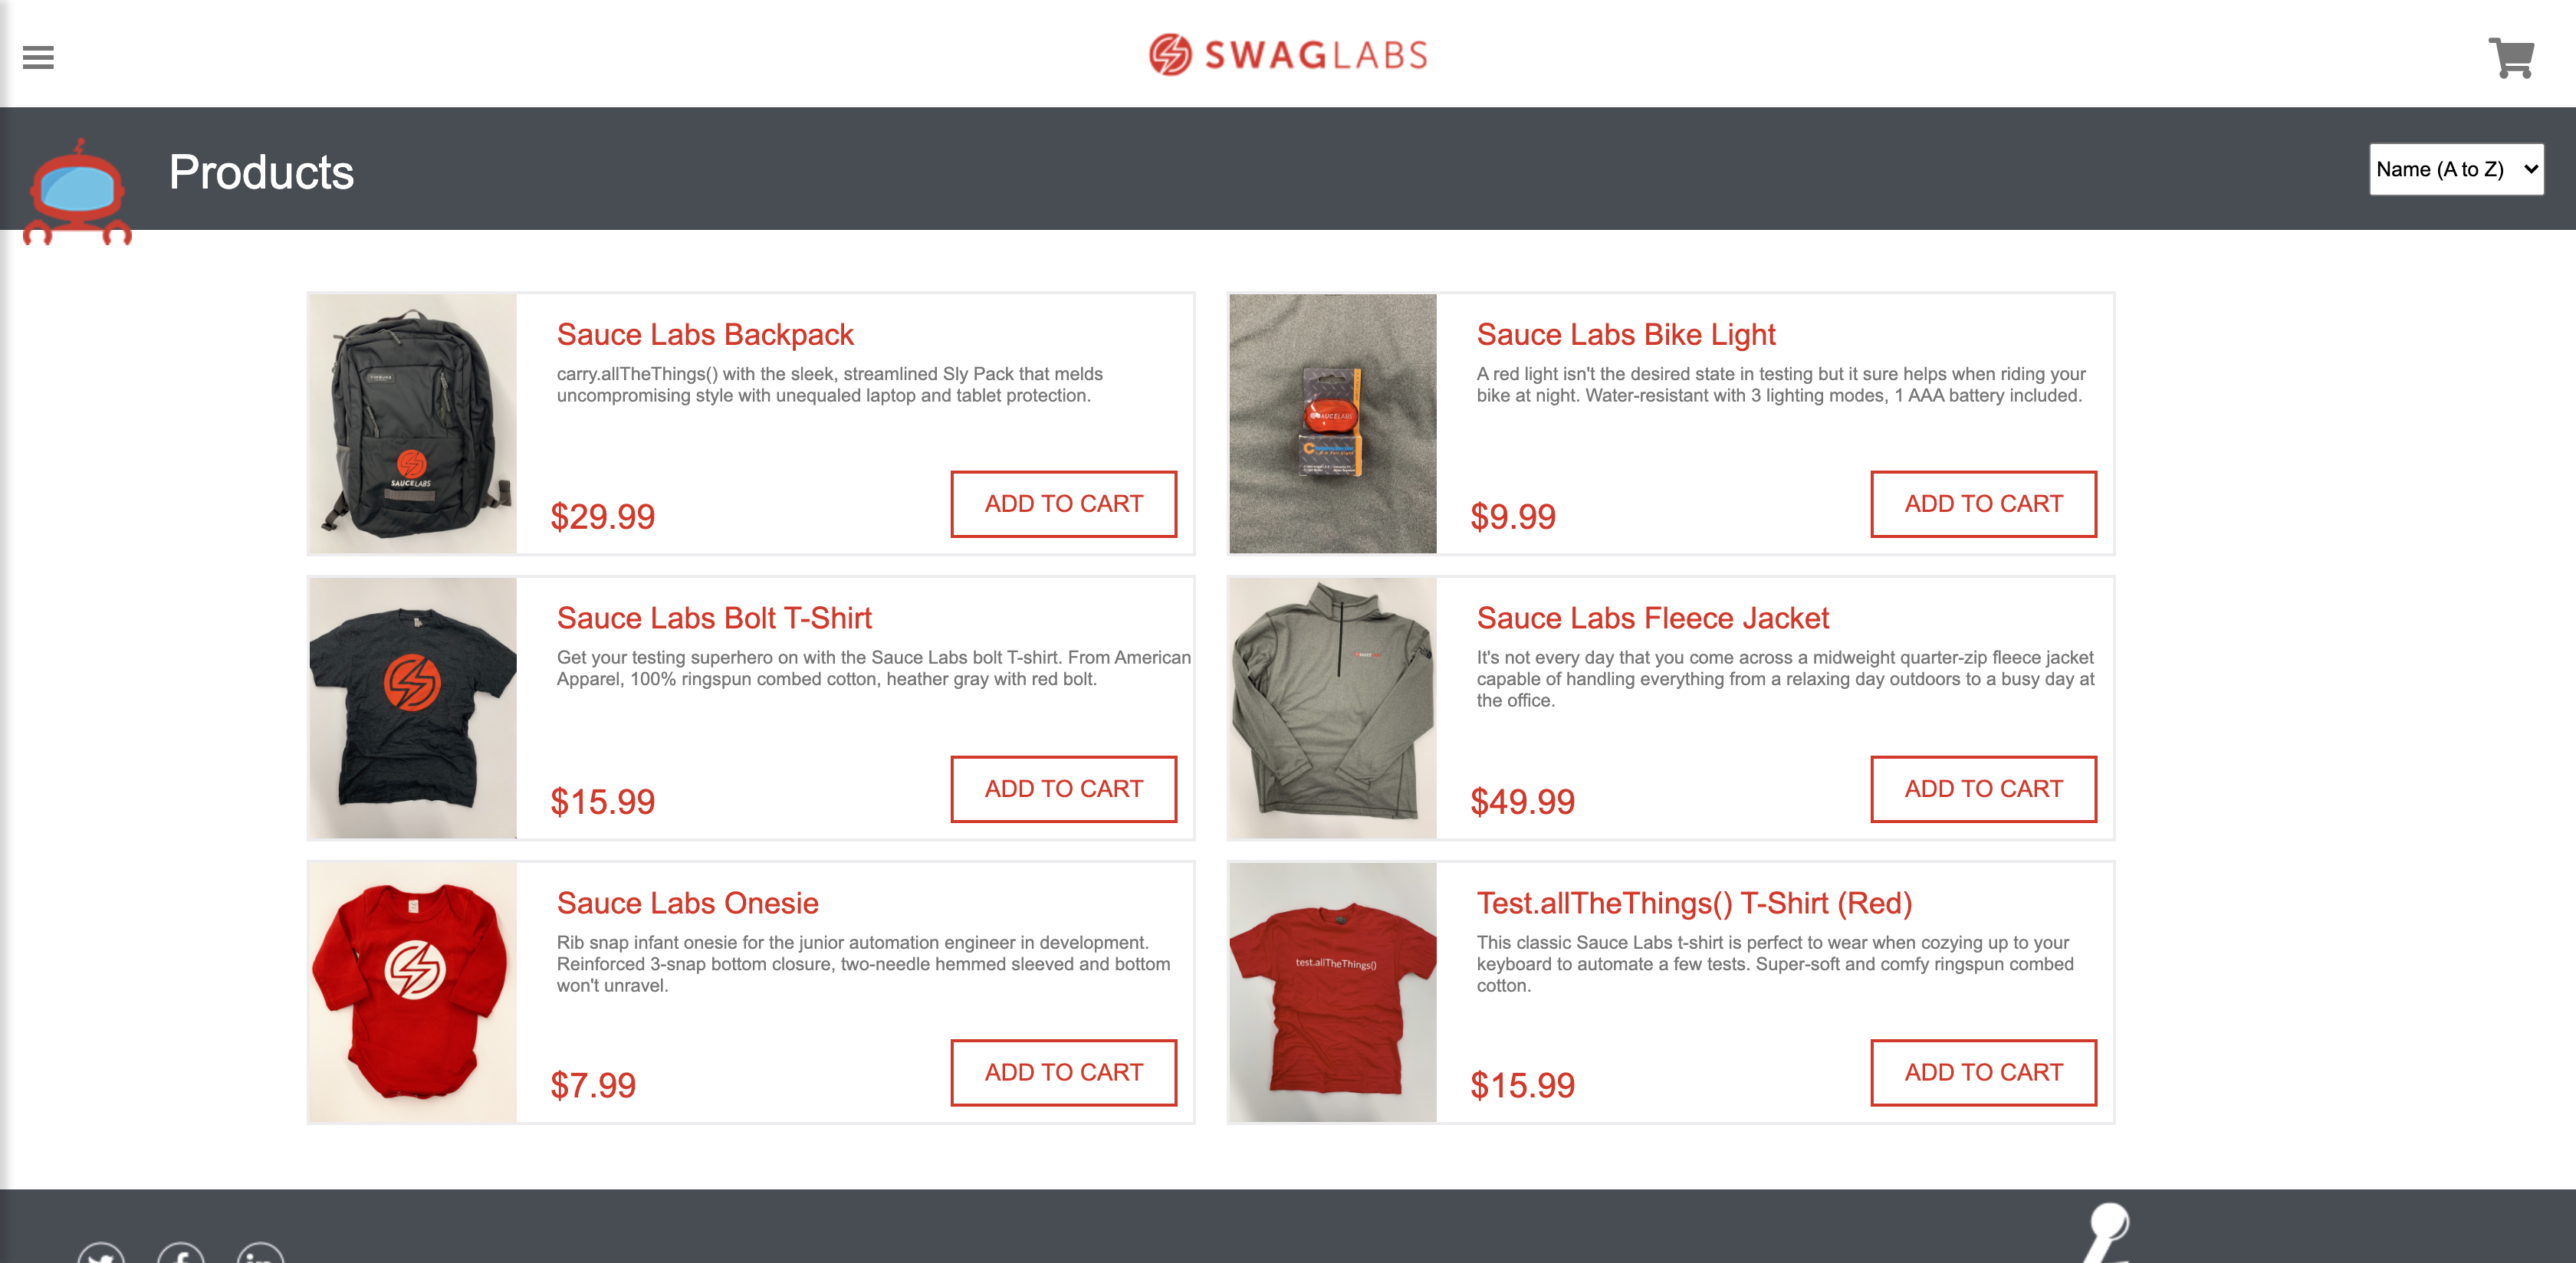 SWAGLABS
Products
Name (A to Z)
SAUCELABS
Sauce Labs Backpack
carry.allTheThings() with the sleek, streamlined Sly Pack that melds
uncompromising style with unequaled laptop and tablet protection.
$29.99
ADD TO CART
SAUCELABS
Sauce Labs Bike Light
A red light isn't the desired state in testing but it sure helps when riding your
bike at night. Water-resistant with 3 lighting modes, 1 AAA battery included.
$9.99
ADD TO CART
Sauce Labs Bolt T-Shirt
Get your testing superhero on with the Sauce Labs bolt T-shirt. From American
Apparel, 100% ringspun combed cotton, heather gray with red bolt.
$15.99
ADD TO CART
Sauce Labs Fleece Jacket
It's not every day that you come across a midweight quarter-zip fleece jacket
capable of handling everything from a relaxing day outdoors to a busy day at
the office.
$49.99
ADD TO CART
Sauce Labs Onesie
Rib snap infant onesie for the junior automation engineer in development.
Reinforced 3-snap bottom closure, two-needle hemmed sleeved and bottom
won't unravel.
$7.99
ADD TO CART
test.allTheThings()
Test.allTheThings() T-Shirt (Red)
This classic Sauce Labs t-shirt is perfect to wear when cozying up to your
keyboard to automate a few tests. Super-soft and comfy ringspun combed
cotton.
$15.99
ADD TO CART